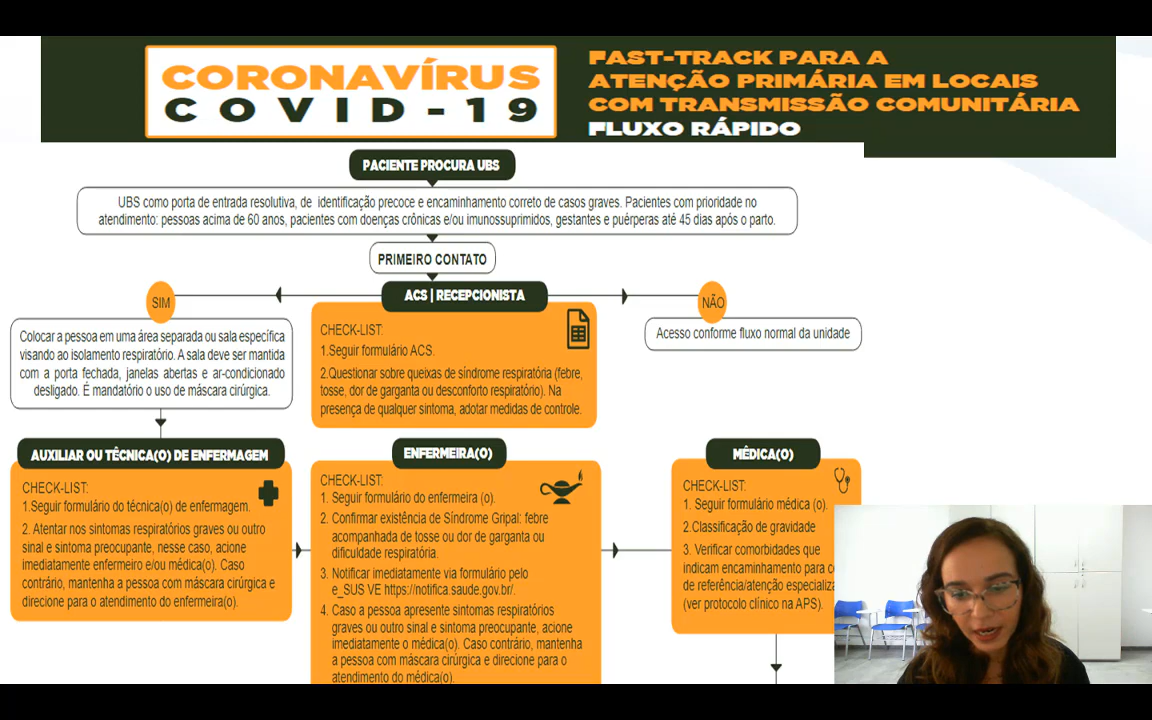 CORONAVÍRUS
COVID-19
FAST-TRACK PARA A
ATENÇÃO PRIMÁRIA EM LOCAIS
COM TRANSMISSÃO COMUNITÁRIA
FLUXO RÁPIDO
PACIENTE PROCURA UBS
UBS como porta de entrada resolutiva, de identificação precoce e encaminhamento correto de casos graves. Pacientes com prioridade no
atendimento: pessoas acima de 60 anos, pacientes com doenças crônicas e/ou imunossuprimidos, gestantes e puérperas até 45 dias após o parto.
PRIMEIRO CONTATO
SIM
ACS | RECEPCIONISTA
NÃO
Colocar a pessoa em uma área separada ou sala específica
visando ao isolamento respiratório. A sala deve ser mantida
com a porta fechada, janelas abertas e ar-condicionado
desligado. É mandatório o uso de máscara cirúrgica.
CHECK-LIST:
1.Seguir formulário ACS.
2.Questionar sobre queixas de síndrome respiratória (febre,
tosse, dor de garganta ou desconforto respiratório). Na
presença de qualquer sintoma, adotar medidas de controle.
Acesso conforme fluxo normal da unidade
AUXILIAR OU TÉCNICA(O) DE ENFERMAGEM
CHECK-LIST:
1.Seguir formulário do técnica(o) de enfermagem.
2. Atentar nos sintomas respiratórios graves ou outro
sinal e sintoma preocupante, nesse caso, acione
imediatamente enfermeiro e/ou médica(o). Caso
contrário, mantenha a pessoa com máscara cirúrgica e
direcione para o atendimento do enfermeira(o).
ENFERMEIRA(O)
CHECK-LIST:
1. Seguir formulário do enfermeira (o).
2. Confirmar existência de Síndrome Gripal: febre
acompanhada de tosse ou dor de garganta ou
dificuldade respiratória.
3. Notificar imediatamente via formulário pelo
e_SUS VE https://notifica.saude.gov.br/.
4. Caso a pessoa apresente sintomas respiratórios
graves ou outro sinal e sintoma preocupante, acione
imediatamente o médica(o). Caso contrário, mantenha
a pessoa com máscara cirúrgica e direcione para o
atendimento do médica(o).
MÉDICA(O)
CHECK-LIST:
1. Seguir formulário médica (o).
2.Classificação de gravidade
3. Verificar comorbidades que
indicam encaminhamento para
de referência/atenção
(ver protocolo clínico na APS).